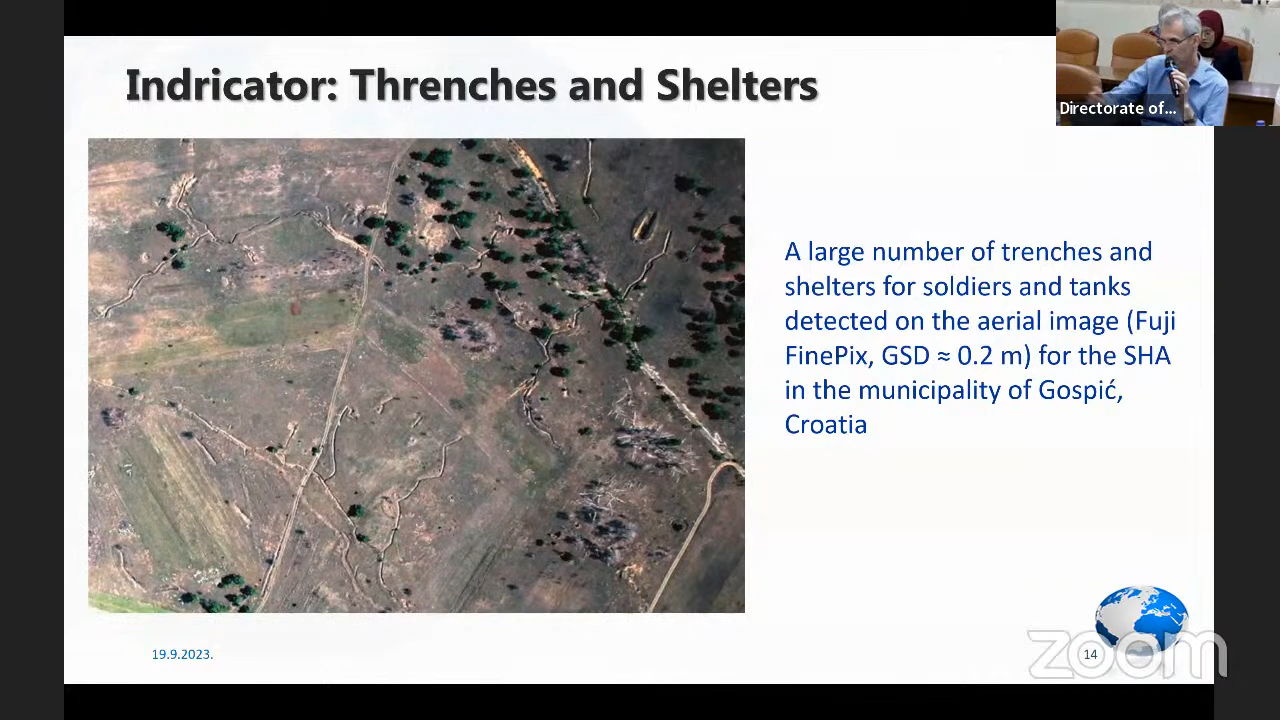 Indricator: Threnches and Shelters
Directorate of...
A large number of trenches and
shelters for soldiers and tanks
detected on the aerial image (Fuji
FinePix, GSD ≈ 0.2 m) for the SHA
in the municipality of Gospić,
Croatia
19.9.2023.
14
zoom